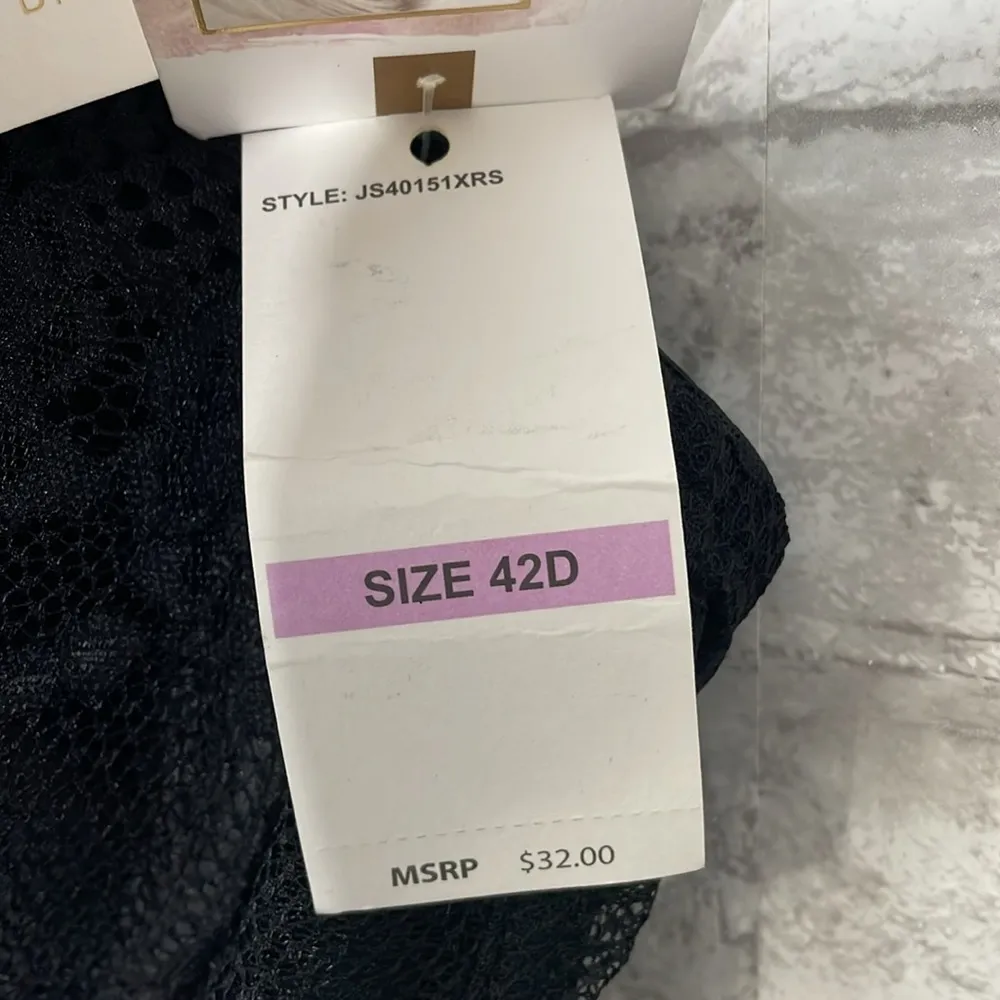 STYLE: JS40151XRS
SIZE 42D
MSRP $32.00